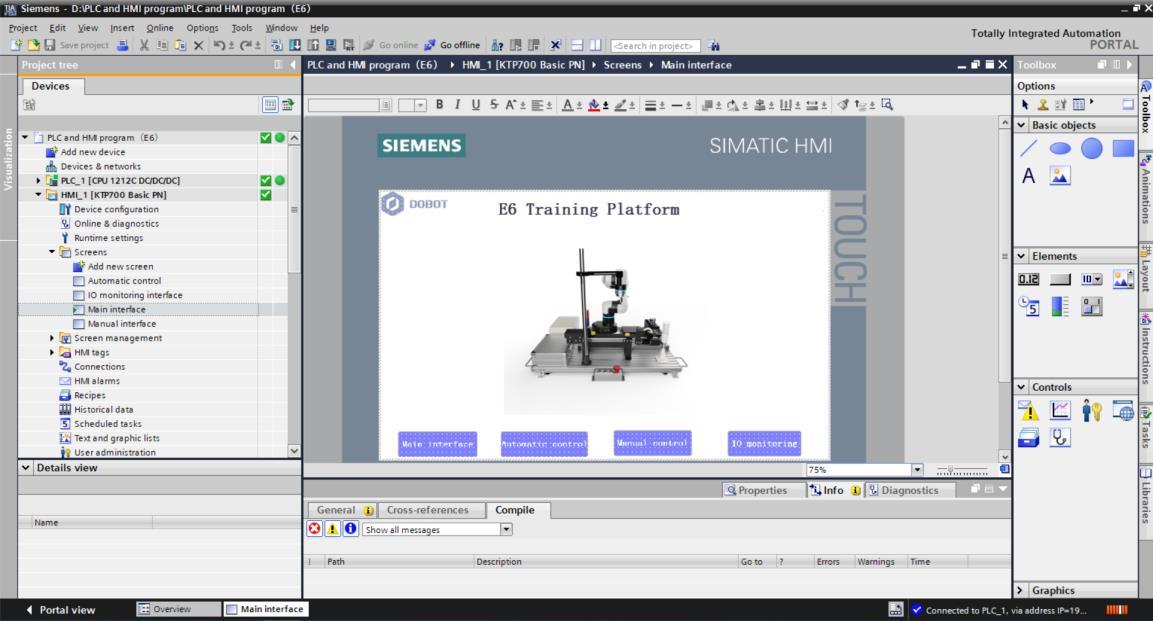 Siemens - D:\PLC and HMI program\PLC and HMI program (E6)
Project Edit View Insert Online Options Tools Window Help
Totally Integrated Automation
PORTAL
Save project Go online Go offline <Search in project>
Project tree
PLC and HMI program (E6) HMI_1 [KTP700 Basic PN] Screens Main interface
Toolbox
Devices
Options
Basic objects
Visualization
PLC and HMI program (E6)
Add new device
Devices & networks
PLC_1 [CPU 1212C DC/DC/DC]
HMI_1 [KTP700 Basic PN]
Device configuration
Online & diagnostics
Runtime settings
Screens
Add new screen
Automatic control
IO monitoring interface
Main interface
Manual interface
Screen management
HMI tags
Connections
HMI alarms
Recipes
Historical data
Scheduled tasks
Text and graphic lists
User administration
SIEMENS SIMATIC HMI
DOBOT
E6 Training Platform
TOUCH
Main interface Automatic control Manual control IO monitoring
75%
Elements
Controls
Graphics
Toolbox
Animations
Layout
Instructions
Tasks
Libraries
Details view
Name
Properties Info Diagnostics
General Cross-references Compile
Show all messages
! Path Description Go to ? Errors Warnings Time
Portal view Overview Main interface Connected to PLC_1, via address IP=19...